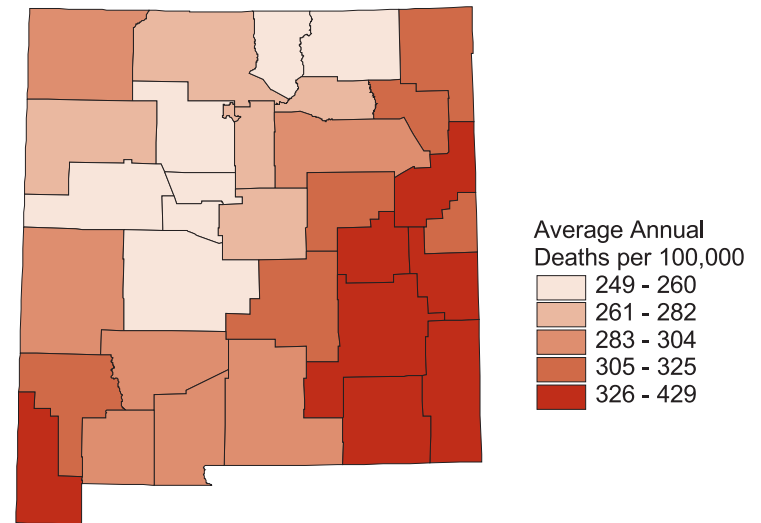 Average Annual
Deaths per 100,000
249 - 260
261 - 282
283 - 304
305 - 325
326 - 429